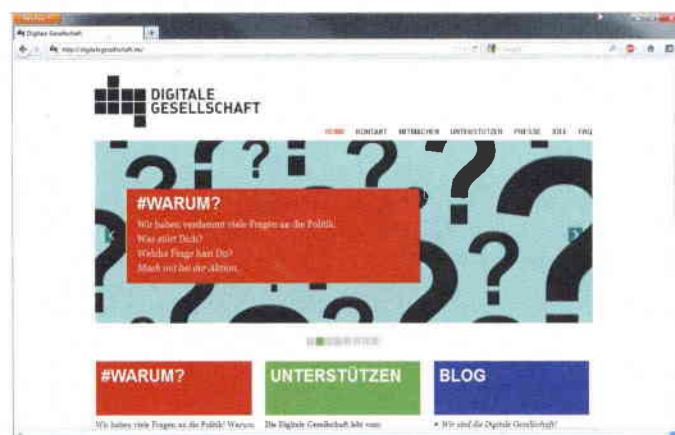 Digitale Gesellschaft
DIGITALE
GESELLSCHAFT
HOME KONTAKT MITMACHEN UNTERSTÜTZEN PRESSE IDEE FAQ
#WARUM?
Wir haben verdammt viele Fragen an die Politik.
Was stört Dich?
Welche Frage hast Du?
Mach mit bei der Aktion.
#WARUM?
UNTERSTÜTZEN
BLOG
Wir haben viele Fragen an die Politik! Warum
Die Digitale Gesellschaft lebt vom
Wir sind die Digitale Gesellschaft!